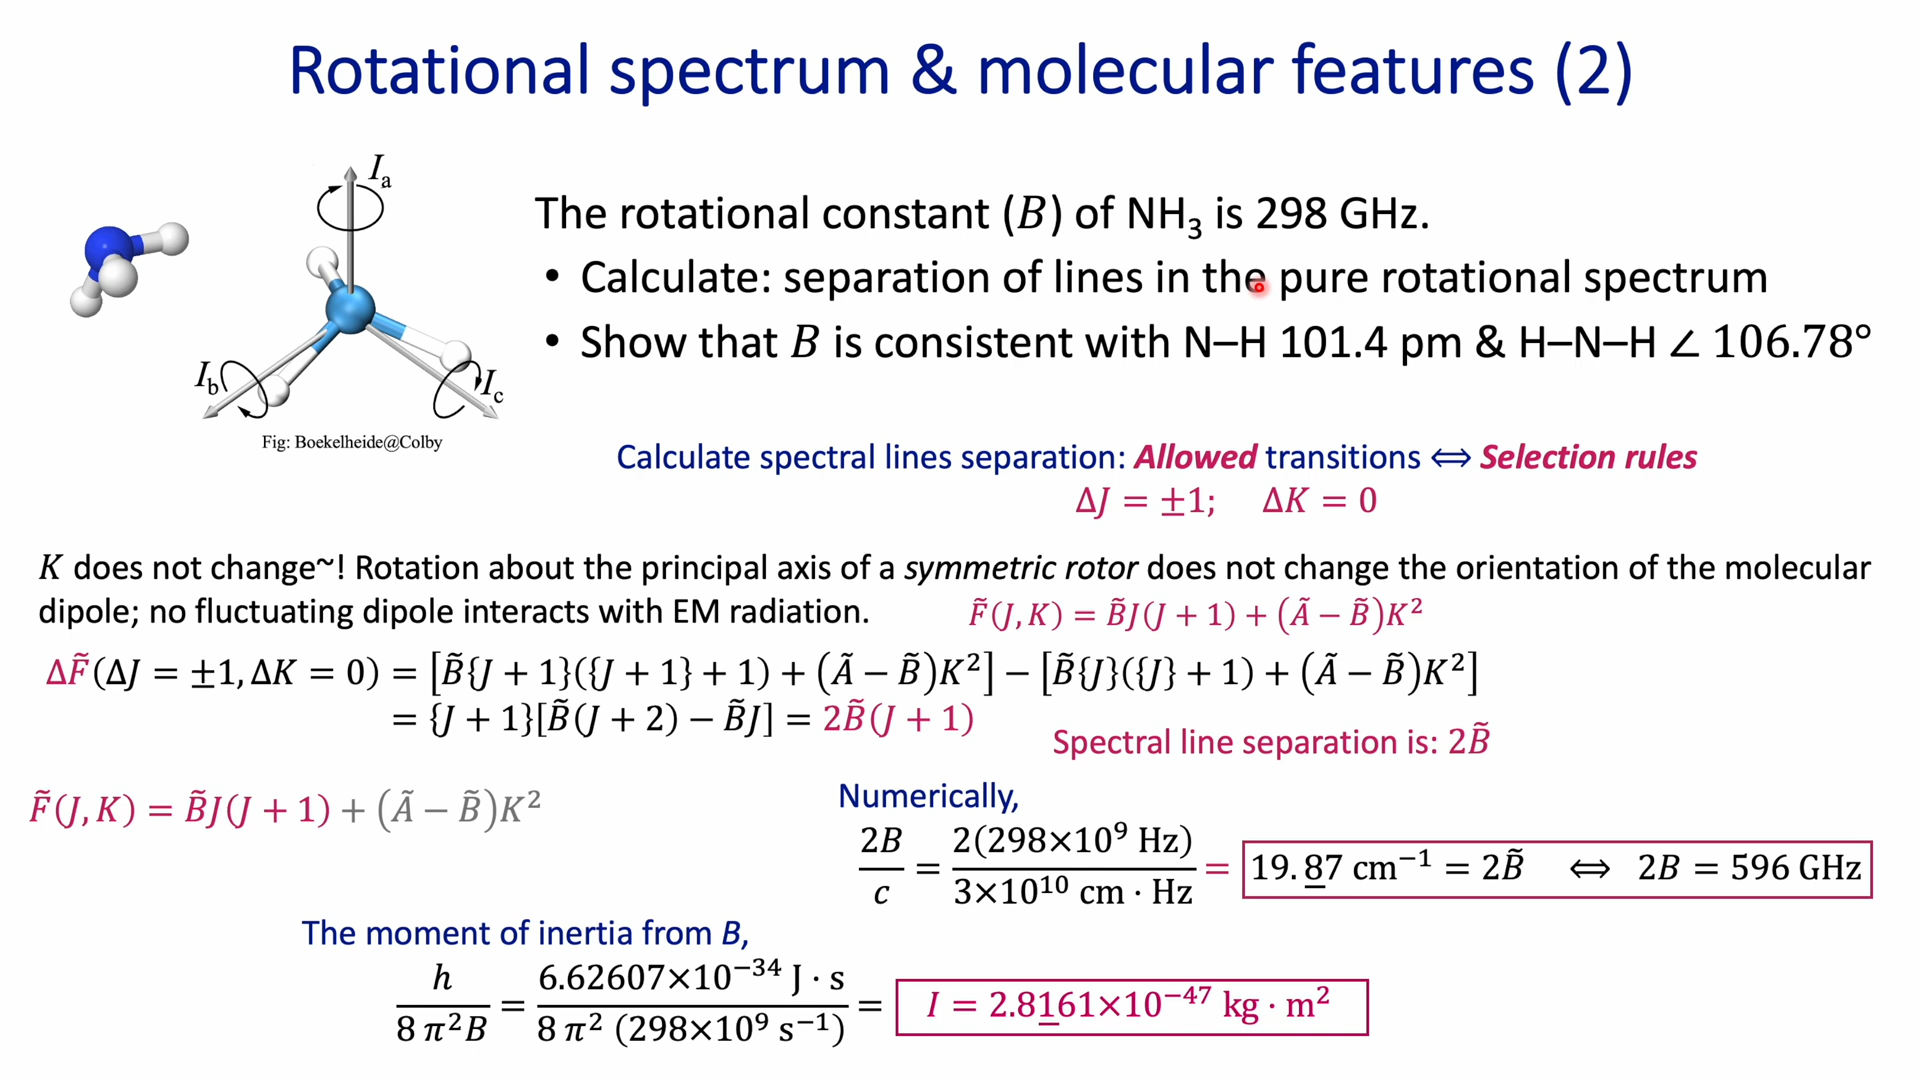 Rotational spectrum & molecular features (2)
Iₐ
I_b
I_c
Fig: Boekelheide@Colby
The rotational constant (B) of NH₃ is 298 GHz.
• Calculate: separation of lines in the pure rotational spectrum
• Show that B is consistent with N–H 101.4 pm & H–N–H ∠ 106.78°
Calculate spectral lines separation: Allowed transitions ⟺ Selection rules
ΔJ = ±1; ΔK = 0
K does not change~! Rotation about the principal axis of a symmetric rotor does not change the orientation of the molecular
dipole; no fluctuating dipole interacts with EM radiation. F̃(J, K) = B̃J(J + 1) + (Ã − B̃)K²
ΔF̃(ΔJ = ±1, ΔK = 0) = [B̃{J + 1}({J + 1} + 1) + (Ã − B̃)K²] − [B̃{J}({J} + 1) + (Ã − B̃)K²]
= {J + 1}[B̃(J + 2) − B̃J] = 2B̃(J + 1)
Spectral line separation is: 2B̃
F̃(J, K) = B̃J(J + 1) + (Ã − B̃)K²
Numerically,
2B/c = 2(298×10⁹ Hz)/3×10¹⁰ cm · Hz = 19.87 cm⁻¹ = 2B̃ ⟺ 2B = 596 GHz
The moment of inertia from B,
h/8 π²B = 6.62607×10⁻³⁴ J · s/8 π² (298×10⁹ s⁻¹) = I = 2.8161×10⁻⁴⁷ kg · m²